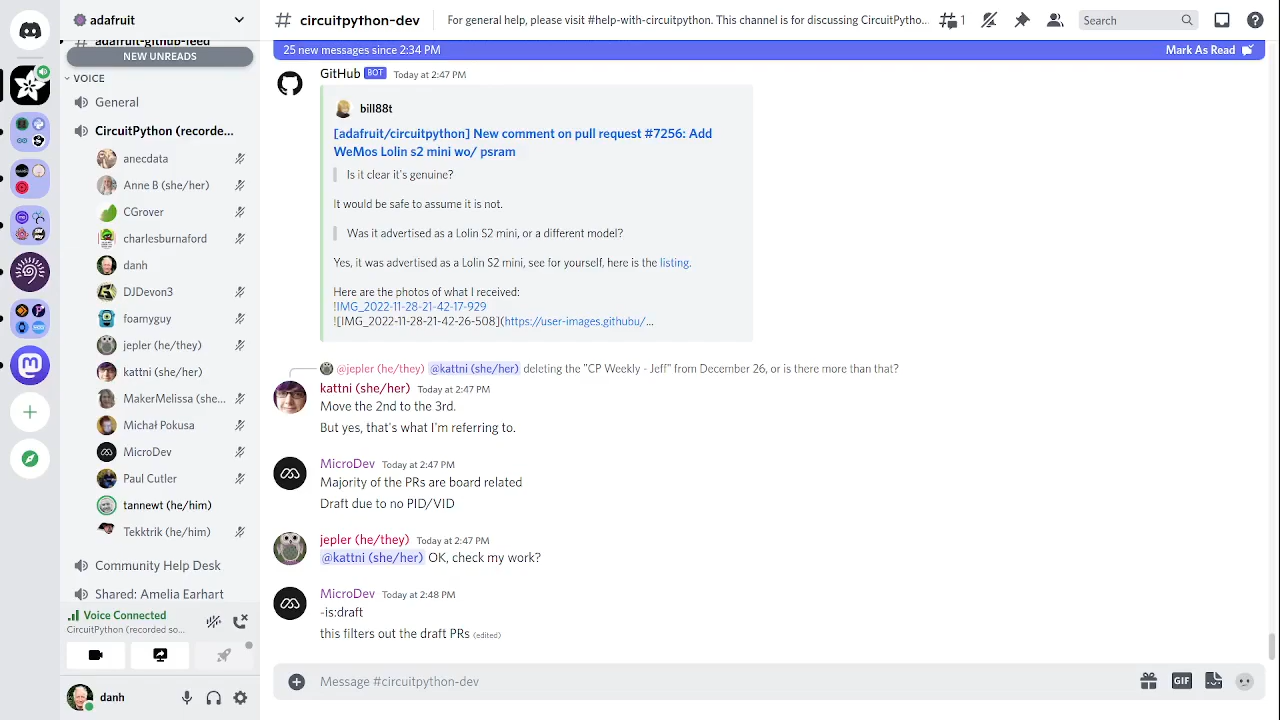 adafruit
# circuitpython-dev
For general help, please visit #help-with-circuitpython. This channel is for discussing CircuitPytho...
1
Search
# adafruit-github-feed
NEW UNREADS
25 new messages since 2:34 PM
Mark As Read
VOICE
General
CircuitPython (recorde...
anecdata
Anne B (she/her)
CGrover
charlesburnaford
danh
DJDevon3
foamyguy
jepler (he/they)
kattni (she/her)
MakerMelissa (she...
Michał Pokusa
MicroDev
Paul Cutler
tannewt (he/him)
Tekktrik (he/him)
Community Help Desk
Shared: Amelia Earhart
Voice Connected
CircuitPython (recorded so...
danh
GitHub BOT Today at 2:47 PM
bill88t
[adafruit/circuitpython] New comment on pull request #7256: Add
WeMos Lolin s2 mini wo/ psram
Is it clear it's genuine?
It would be safe to assume it is not.
Was it advertised as a Lolin S2 mini, or a different model?
Yes, it was advertised as a Lolin S2 mini, see for yourself, here is the listing.
Here are the photos of what I received:
!IMG_2022-11-28-21-42-17-929
![IMG_2022-11-28-21-42-26-508](https://user-images.githubu/...
@jepler (he/they) @kattni (she/her) deleting the "CP Weekly - Jeff" from December 26, or is there more than that?
kattni (she/her) Today at 2:47 PM
Move the 2nd to the 3rd.
But yes, that's what I'm referring to.
MicroDev Today at 2:47 PM
Majority of the PRs are board related
Draft due to no PID/VID
jepler (he/they) Today at 2:47 PM
@kattni (she/her) OK, check my work?
MicroDev Today at 2:48 PM
-is:draft
this filters out the draft PRs (edited)
Message #circuitpython-dev
GIF